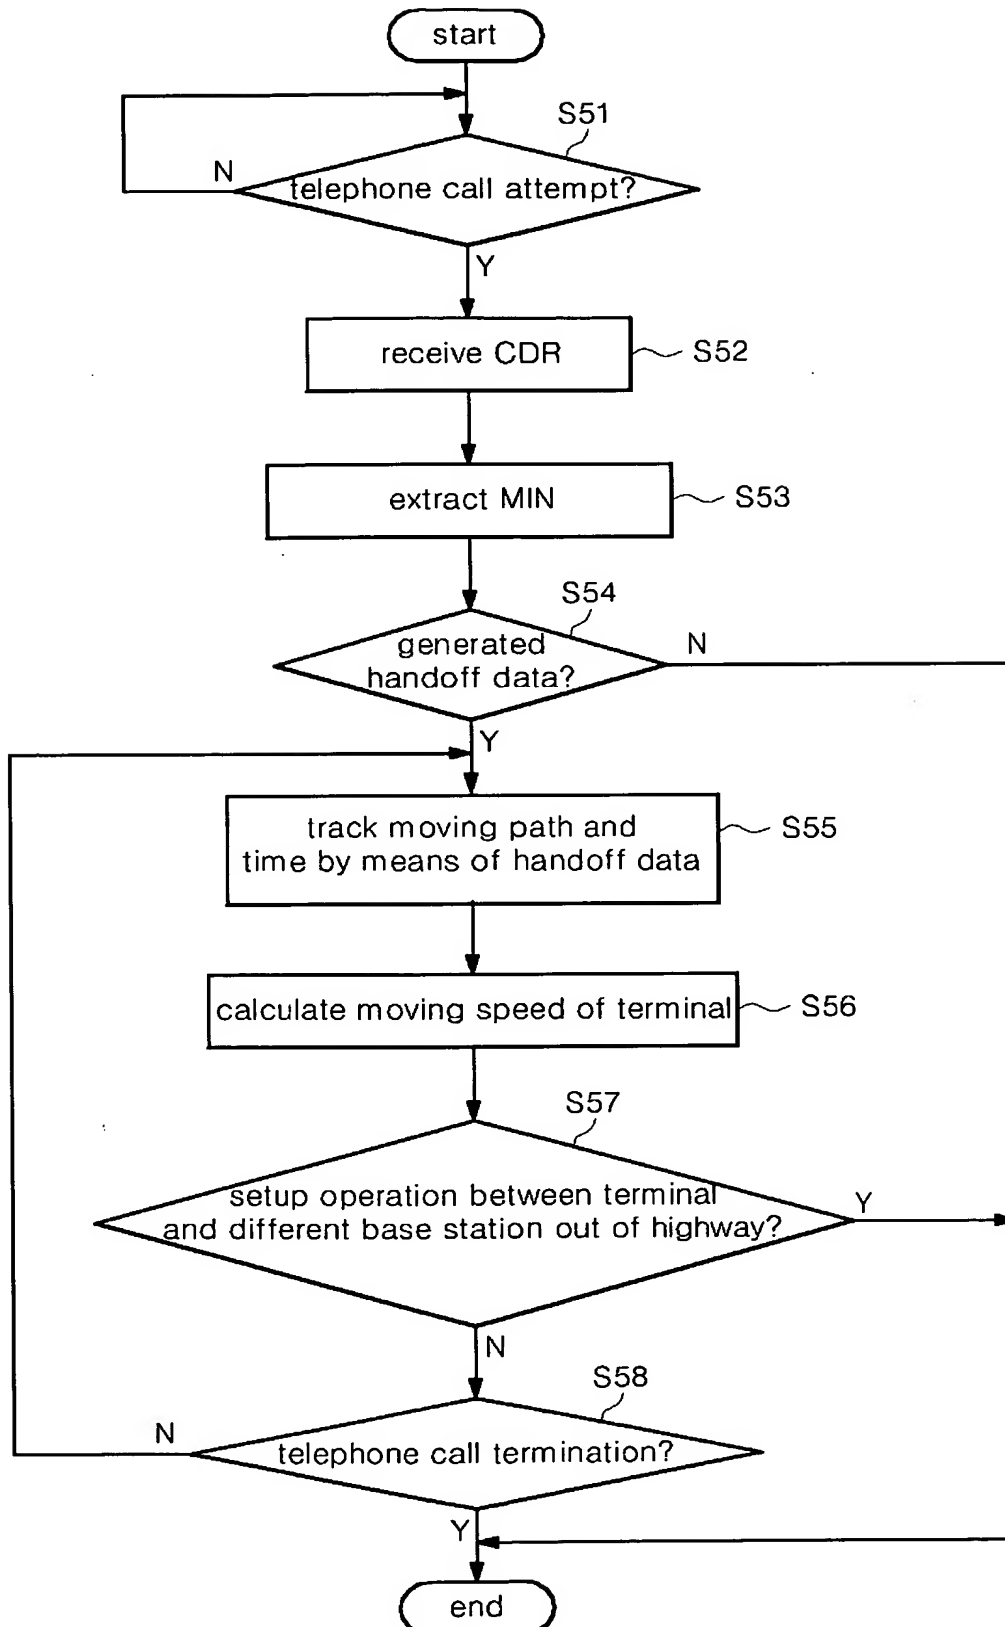 start
S51
N
telephone call attempt?
Y
receive CDR
S52
extract MIN
S53
S54
generated
handoff data?
N
Y
track moving path and
time by means of handoff data
S55
calculate moving speed of terminal
S56
S57
setup operation between terminal
and different base station out of highway?
Y
N
S58
N
telephone call termination?
Y
end